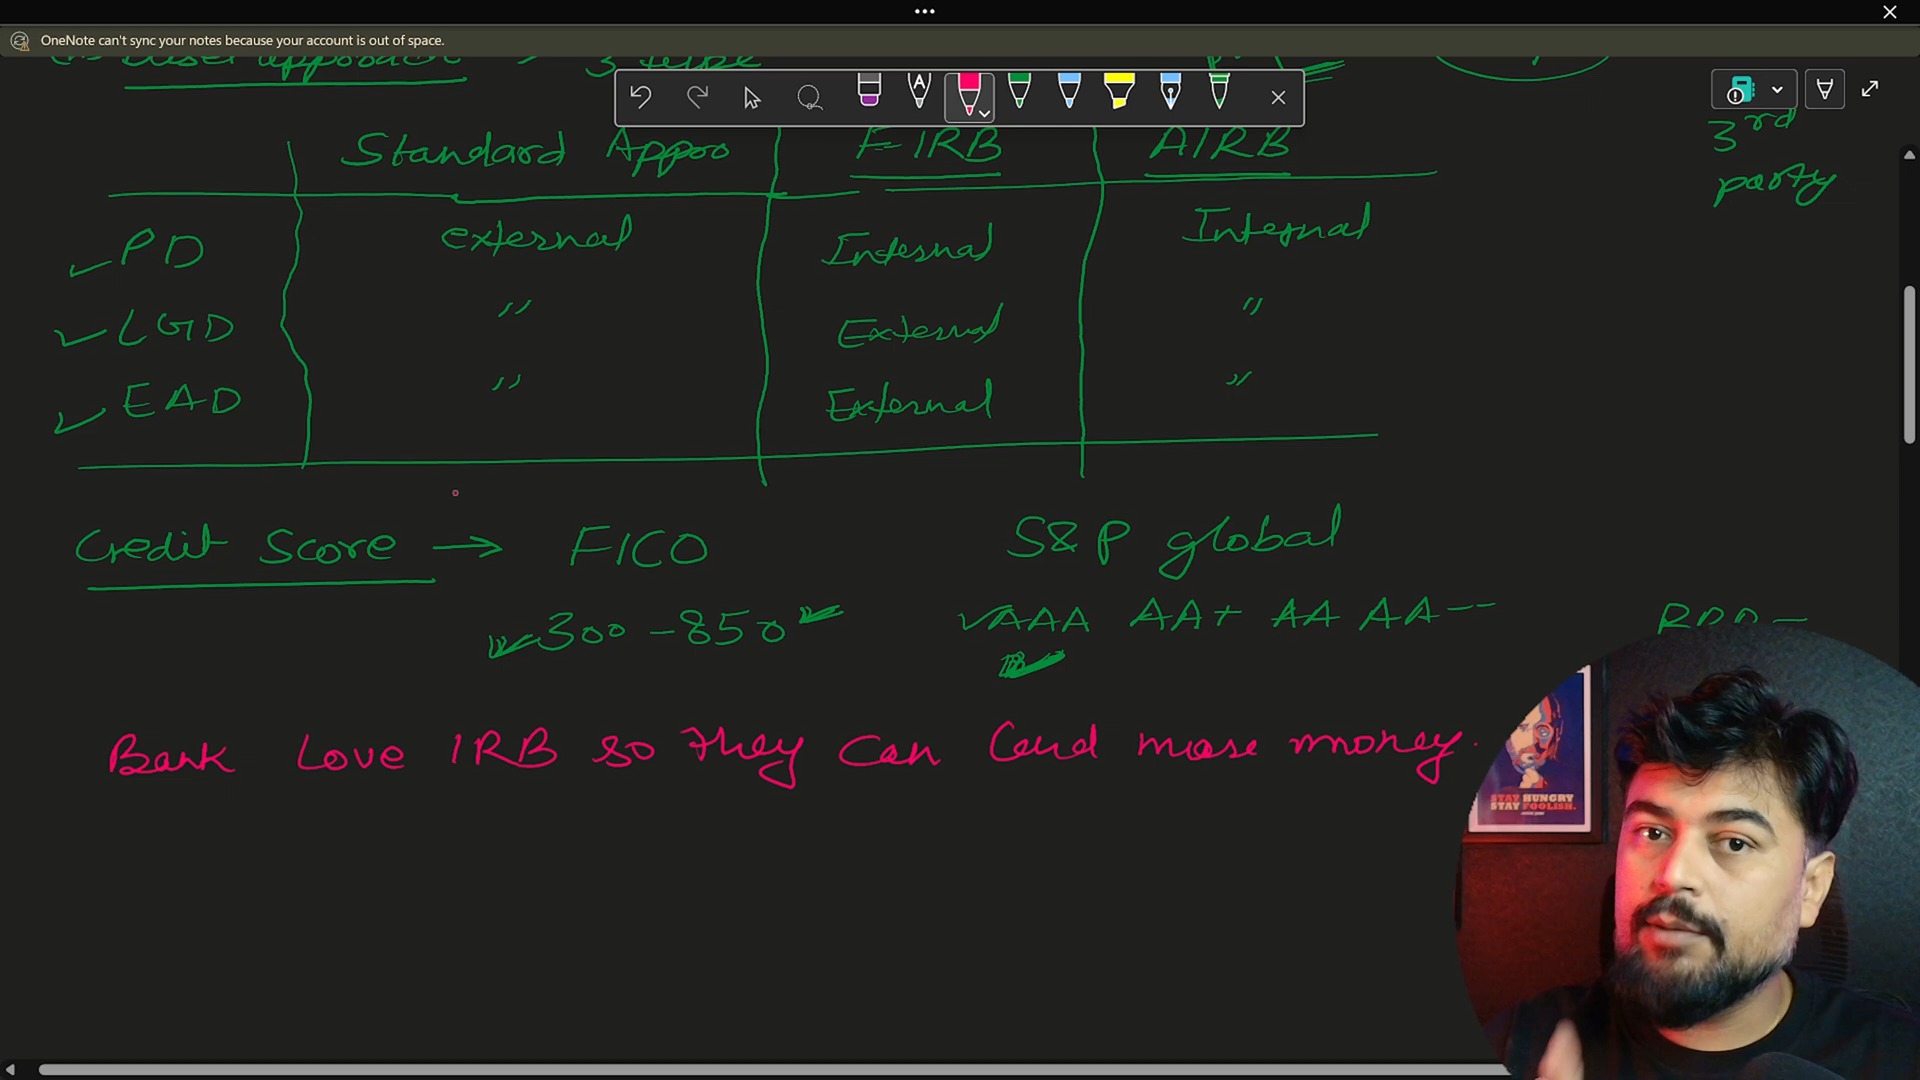 OneNote can't sync your notes because your account is out of space.
3
3rd
party
Standard Appro F-IRB AIRB
PD external Internal Internal
LGD " External "
EAD " External "
Credit Score → FICO S&P global
300 - 850 AAA AA+ AA AA--
Bank Love IRB so they can lend more money.
STAY HUNGRY
STAY FOOLISH.